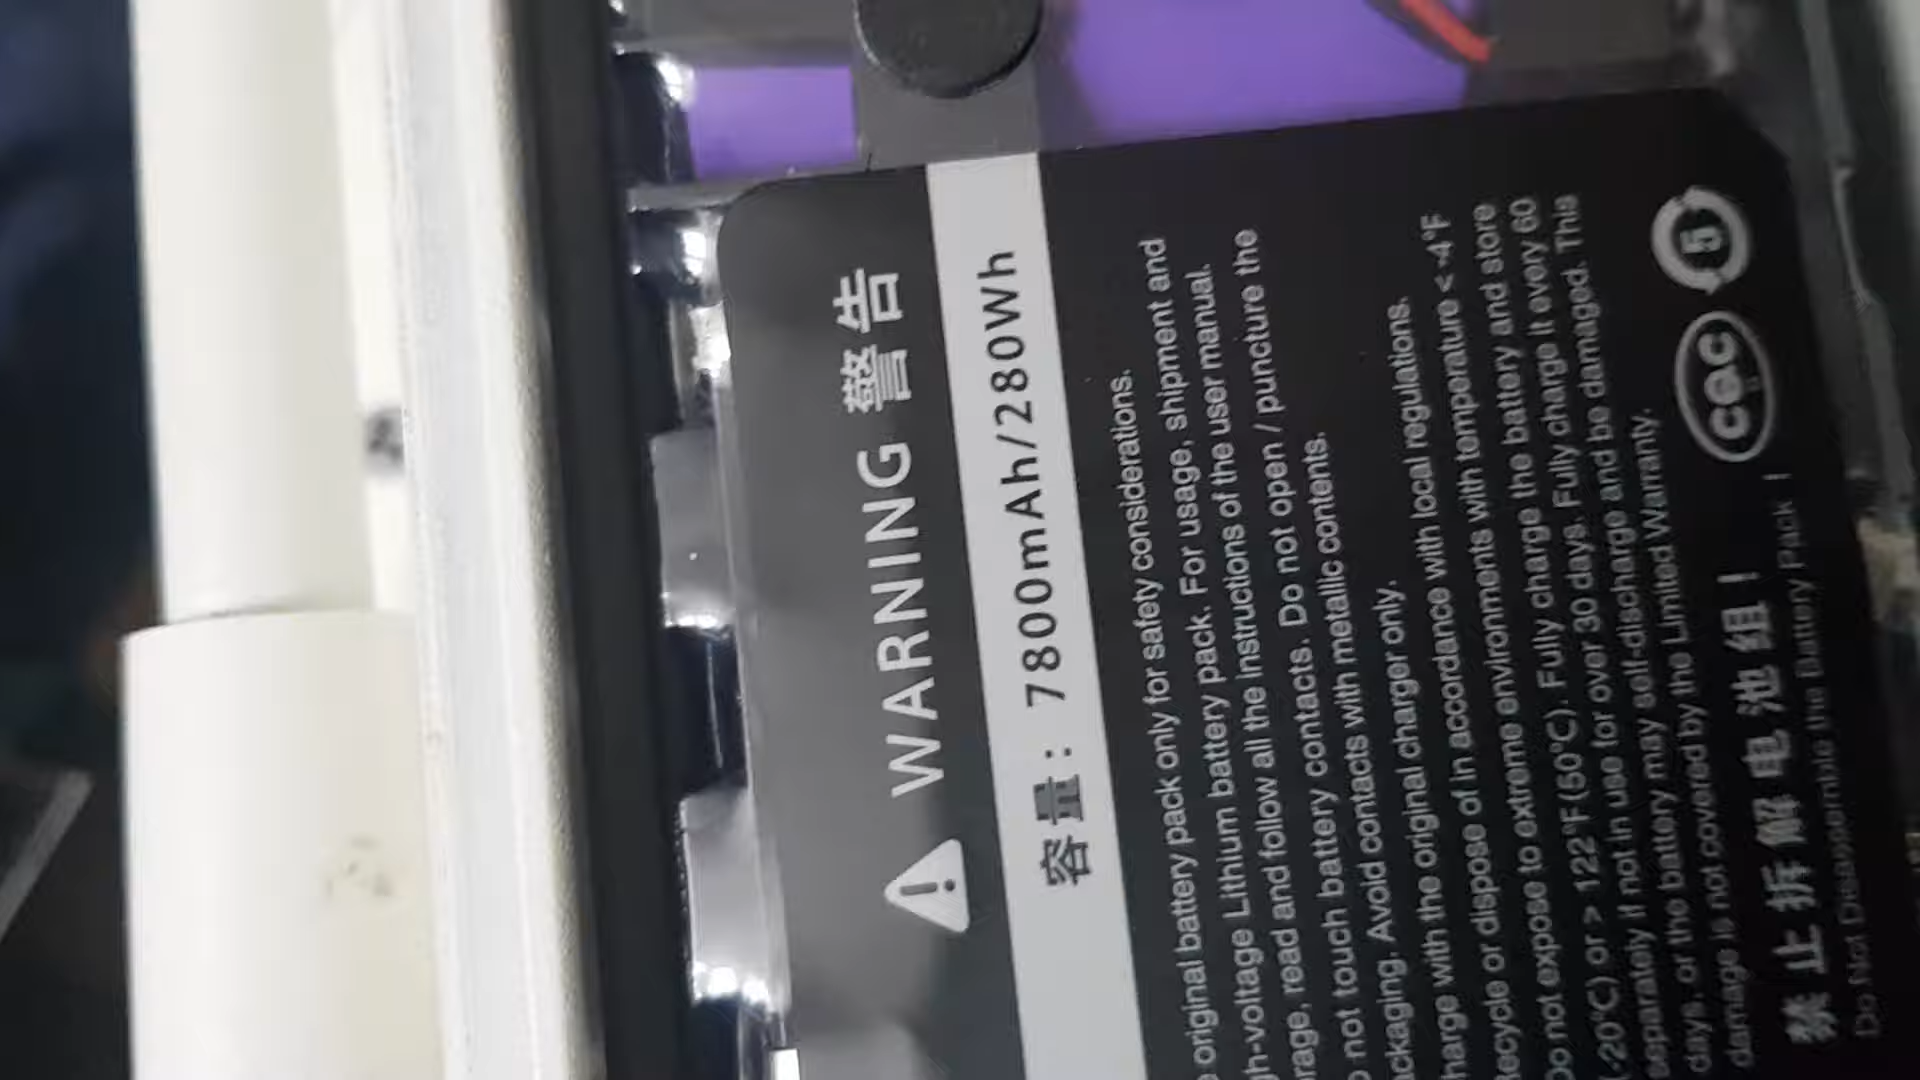 WARNING 警告
容量: 7800mAh/280Wh
original battery pack only for safety considerations.
gh-voltage Lithium battery pack. For usage, shipment and
read and follow all the instructions of the user manual.
not touch battery contacts. Do not open / puncture the
ackaging. Avoid contacts with metallic contents.
harge with the original charger only.
Recycle or dispose of in accordance with local regulations.
Do not expose to extreme environments with temperature < -4°F
(-20°C) or > 122°F (50°C). Fully charge the battery and store
separately if not in use for over 30 days. Fully charge it every 60
days, or the battery may self-discharge and be damaged. This
damage is not covered by the Limited Warranty.
禁止拆解电池组!
Do Not Disassemble the Battery Pack !
cqc
5